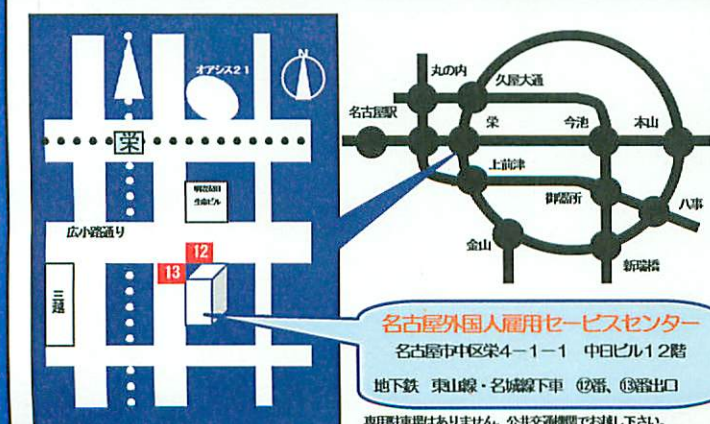 オアシス21
N
栄
明治安田
生命ビル
広小路通り
12
13
三越
丸の内
久屋大通
名古屋駅
栄
今池
本山
上前津
御器所
八事
金山
新瑞橋
名古屋外国人雇用セービスセンター
名古屋市中区栄4-1-1 中日ビル12階
地下鉄 東山線・名城線下車 ⑫番、⑬番出口
専用駐車場はありません。公共交通機関でお越し下さい。